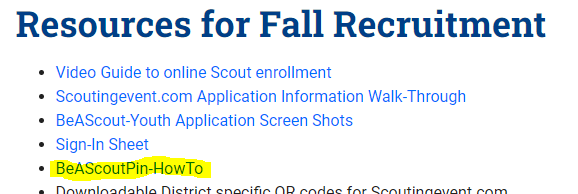 Resources for Fall Recruitment
Video Guide to online Scout enrollment
Scoutingevent.com Application Information Walk-Through
BeAScout-Youth Application Screen Shots
Sign-In Sheet
BeAScoutPin-HowTo
Downloadable District specific QR codes for Scoutingevent.com